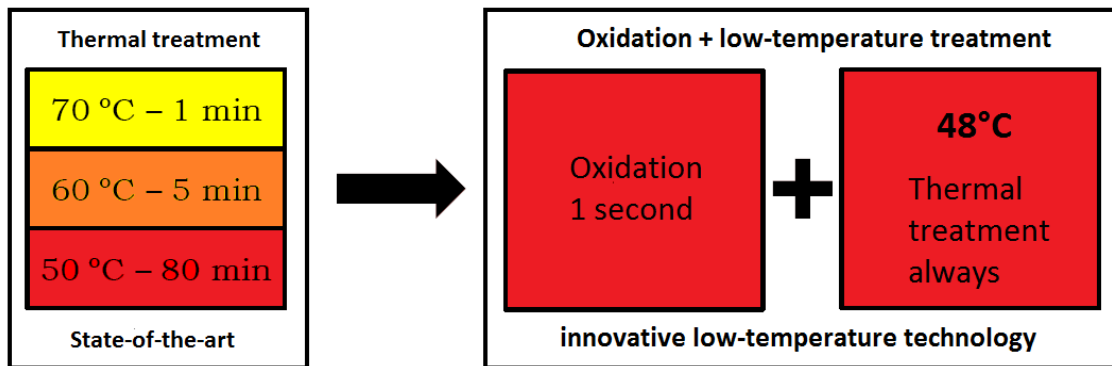 Thermal treatment
70 °C – 1 min
60 °C – 5 min
50 °C – 80 min
State-of-the-art
Oxidation + low-temperature treatment
Oxidation
1 second
48°C
Thermal
treatment
always
innovative low-temperature technology